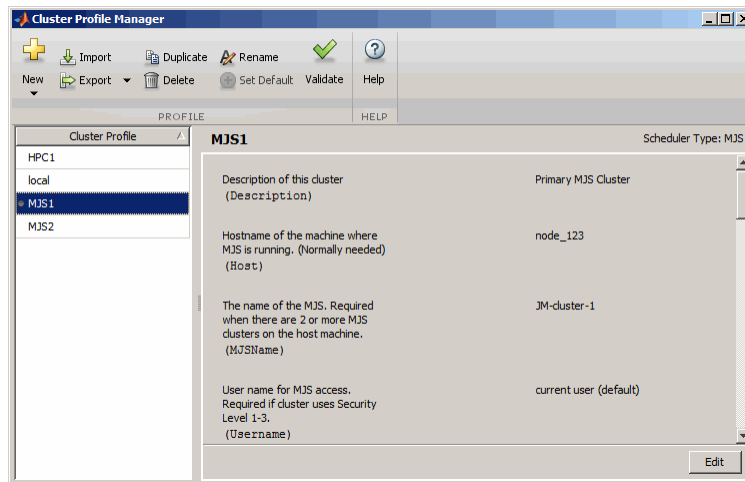 Cluster Profile Manager
New
Import
Export
Duplicate
Delete
Rename
Set Default
Validate
Help
PROFILE
HELP
Cluster Profile
HPC1
local
MJS1
MJS2
MJS1
Scheduler Type: MJS
Description of this cluster
(Description)
Primary MJS Cluster
Hostname of the machine where
MJS is running. (Normally needed)
(Host)
node_123
The name of the MJS. Required
when there are 2 or more MJS
clusters on the host machine.
(MJSName)
JM-cluster-1
User name for MJS access.
Required if cluster uses Security
Level 1-3.
(Username)
current user (default)
Edit